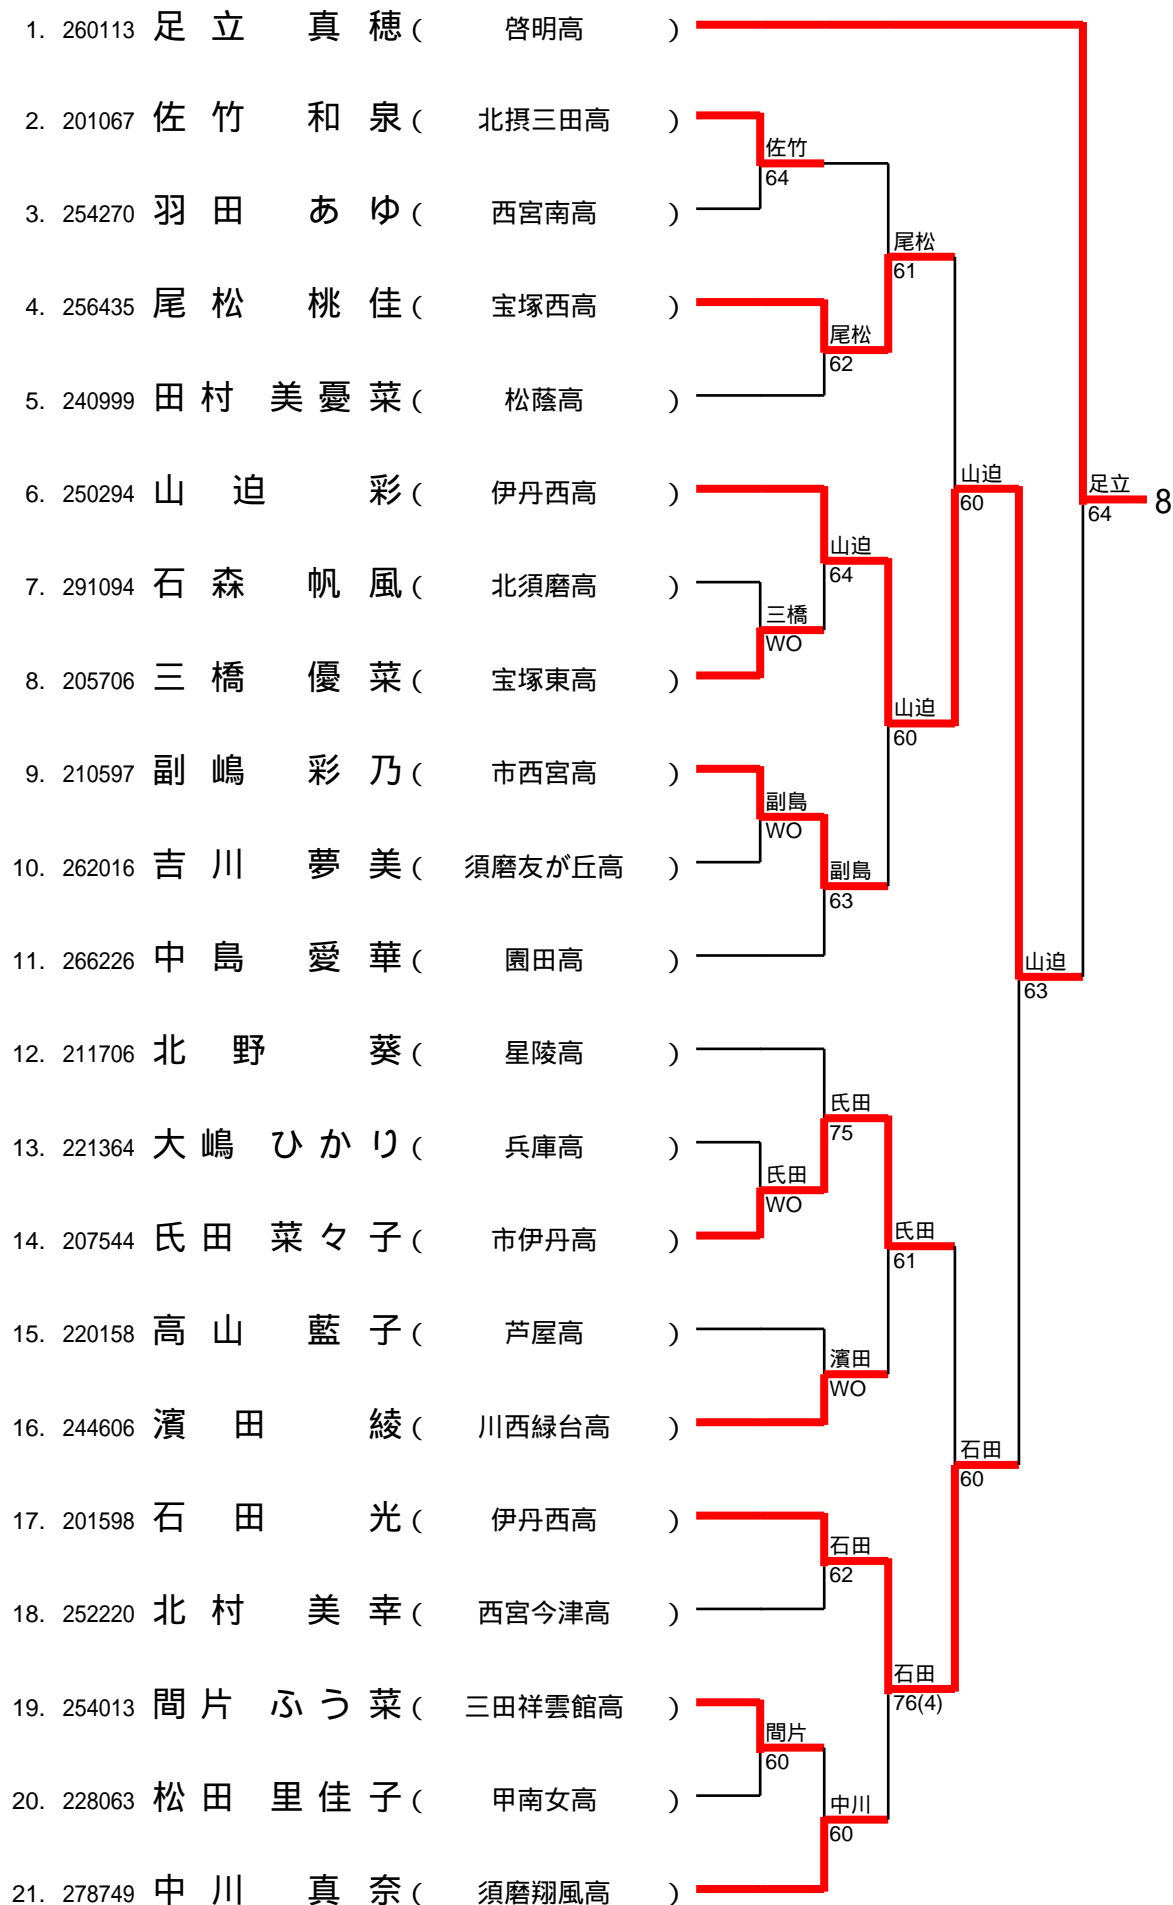 1. 260113 足立 真穂 ( 啓明高 )
2. 201067 佐竹 和泉 ( 北摂三田高 )
佐竹
64
3. 254270 羽田 あゆ ( 西宮南高 )
尾松
61
4. 256435 尾松 桃佳 ( 宝塚西高 )
尾松
62
5. 240999 田村 美憂菜 ( 松蔭高 )
6. 250294 山迫 彩 ( 伊丹西高 )
山迫
60
足立
64
8
山迫
64
7. 291094 石森 帆風 ( 北須磨高 )
三橋
WO
8. 205706 三橋 優菜 ( 宝塚東高 )
山迫
60
9. 210597 副嶋 彩乃 ( 市西宮高 )
副島
WO
10. 262016 吉川 夢美 ( 須磨友が丘高 )
副島
63
11. 266226 中島 愛華 ( 園田高 )
山迫
63
12. 211706 北野 葵 ( 星陵高 )
氏田
75
13. 221364 大嶋 ひかり ( 兵庫高 )
氏田
WO
14. 207544 氏田 菜々子 ( 市伊丹高 )
氏田
61
15. 220158 高山 藍子 ( 芦屋高 )
濱田
WO
16. 244606 濱田 綾 ( 川西緑台高 )
石田
60
17. 201598 石田 光 ( 伊丹西高 )
石田
62
18. 252220 北村 美幸 ( 西宮今津高 )
石田
76(4)
19. 254013 間片 ふう菜 ( 三田祥雲館高 )
間片
60
20. 228063 松田 里佳子 ( 甲南女高 )
中川
60
21. 278749 中川 真奈 ( 須磨翔風高 )